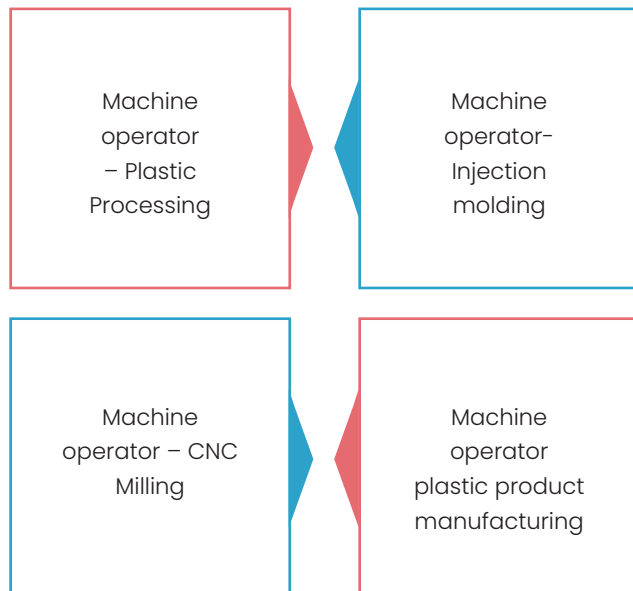 Machine
operator
– Plastic
Processing
Machine
operator-
Injection
molding
Machine
operator – CNC
Milling
Machine
operator
plastic product
manufacturing